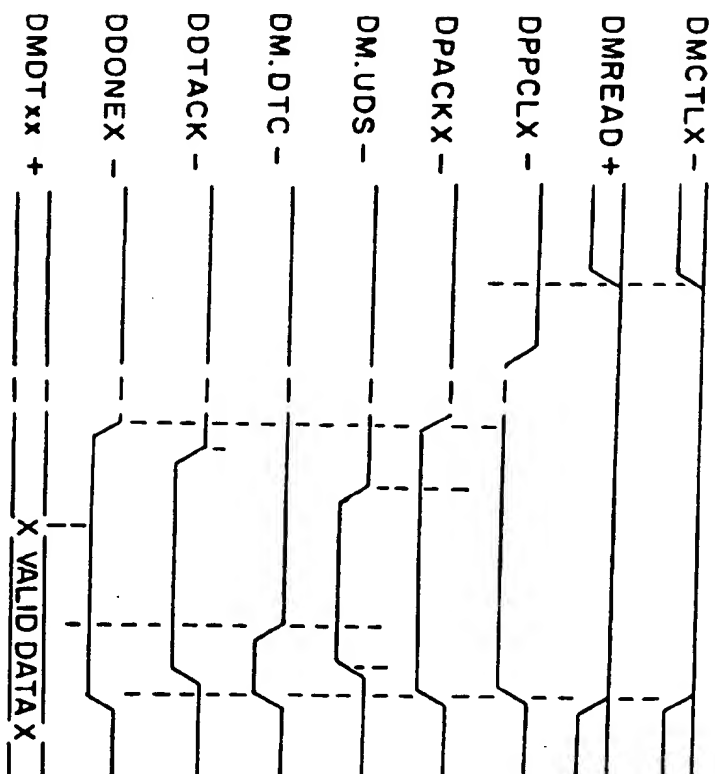 DMCTLX -
DMREAD +
DPPCLX -
DPACKX -
DM.UDS -
DM.DTC -
DDTACK -
DDONEX -
DMDTxx +
X VALID DATA X